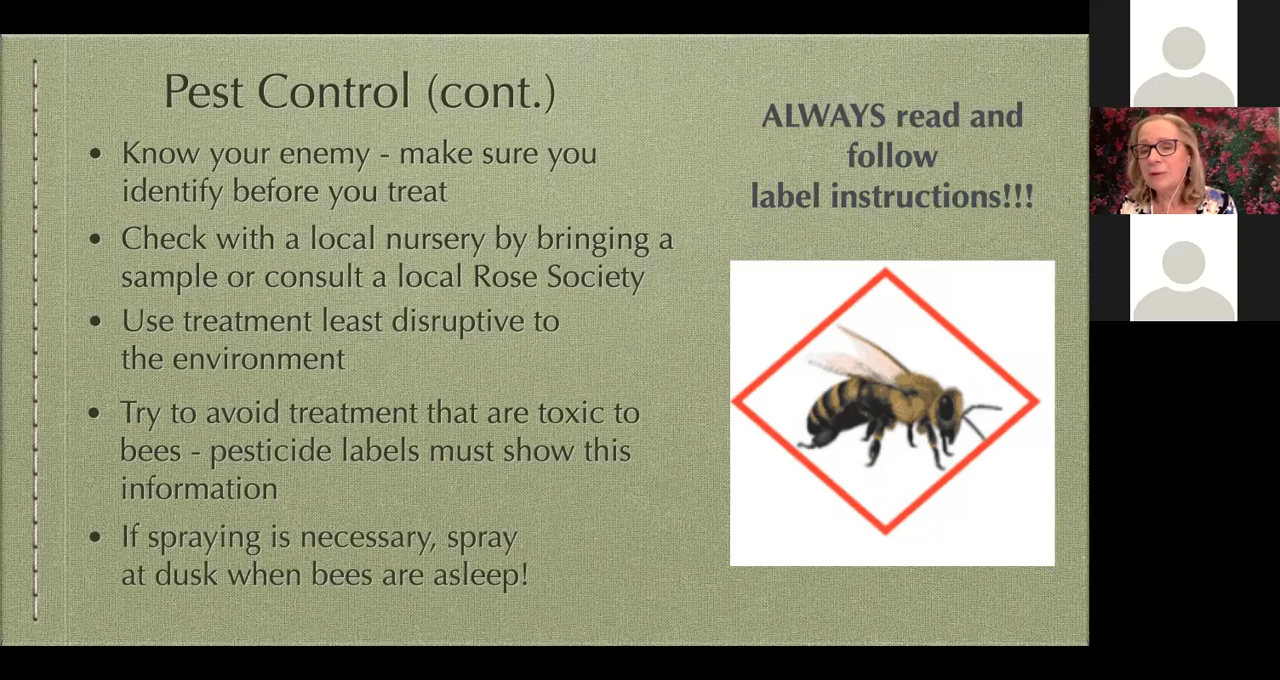 Pest Control (cont.)
• Know your enemy - make sure you
identify before you treat
• Check with a local nursery by bringing a
sample or consult a local Rose Society
• Use treatment least disruptive to
the environment
• Try to avoid treatment that are toxic to
bees - pesticide labels must show this
information
• If spraying is necessary, spray
at dusk when bees are asleep!
ALWAYS read and
follow
label instructions!!!